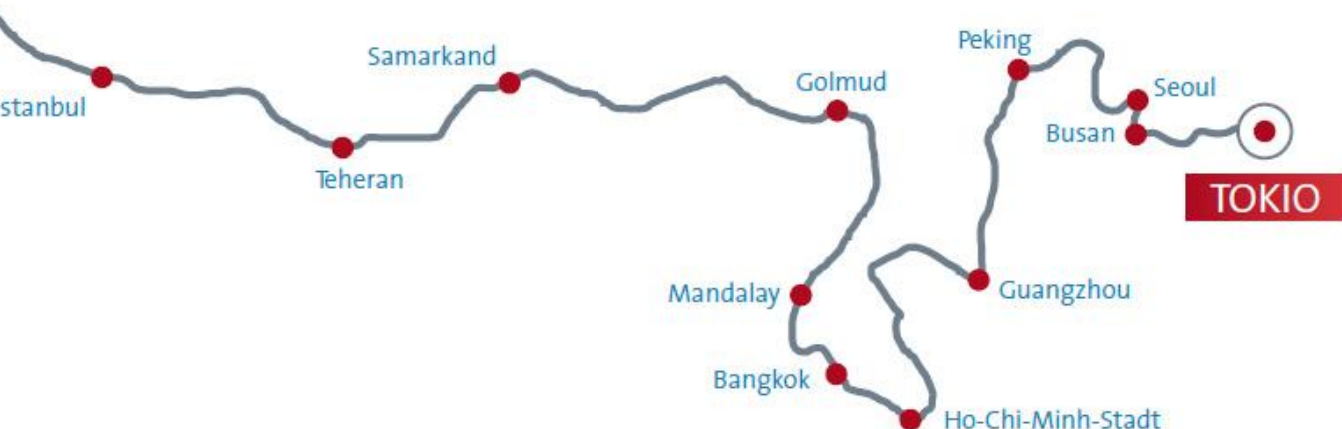 stanbul
Teheran
Samarkand
Golmud
Mandalay
Bangkok
Ho-Chi-Minh-Stadt
Guangzhou
Peking
Seoul
Busan
TOKIO